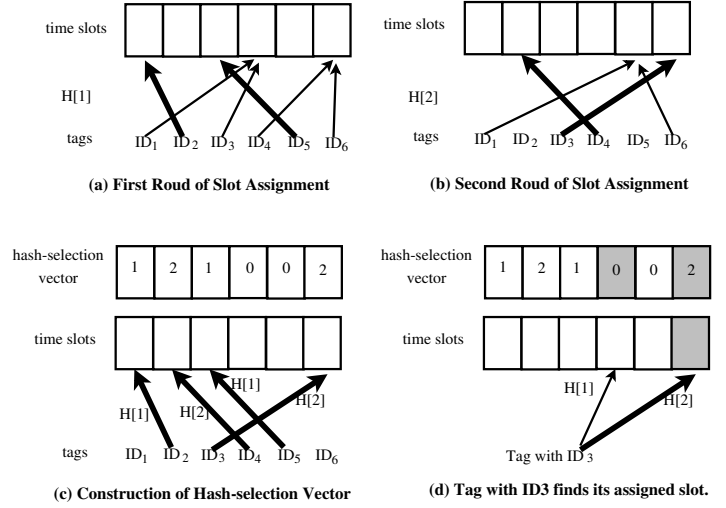 time slots
H[1]
tags ID1 ID2 ID3 ID4 ID5 ID6
(a) First Roud of Slot Assignment
time slots
H[2]
tags ID1 ID2 ID3 ID4 ID5 ID6
(b) Second Roud of Slot Assignment
hash-selection
vector
1 2 1 0 0 2
time slots
H[1] H[2] H[1] H[2]
tags ID1 ID2 ID3 ID4 ID5 ID6
(c) Construction of Hash-selection Vector
hash-selection
vector
1 2 1 0 0 2
time slots
H[1] H[2]
Tag with ID3
(d) Tag with ID3 finds its assigned slot.